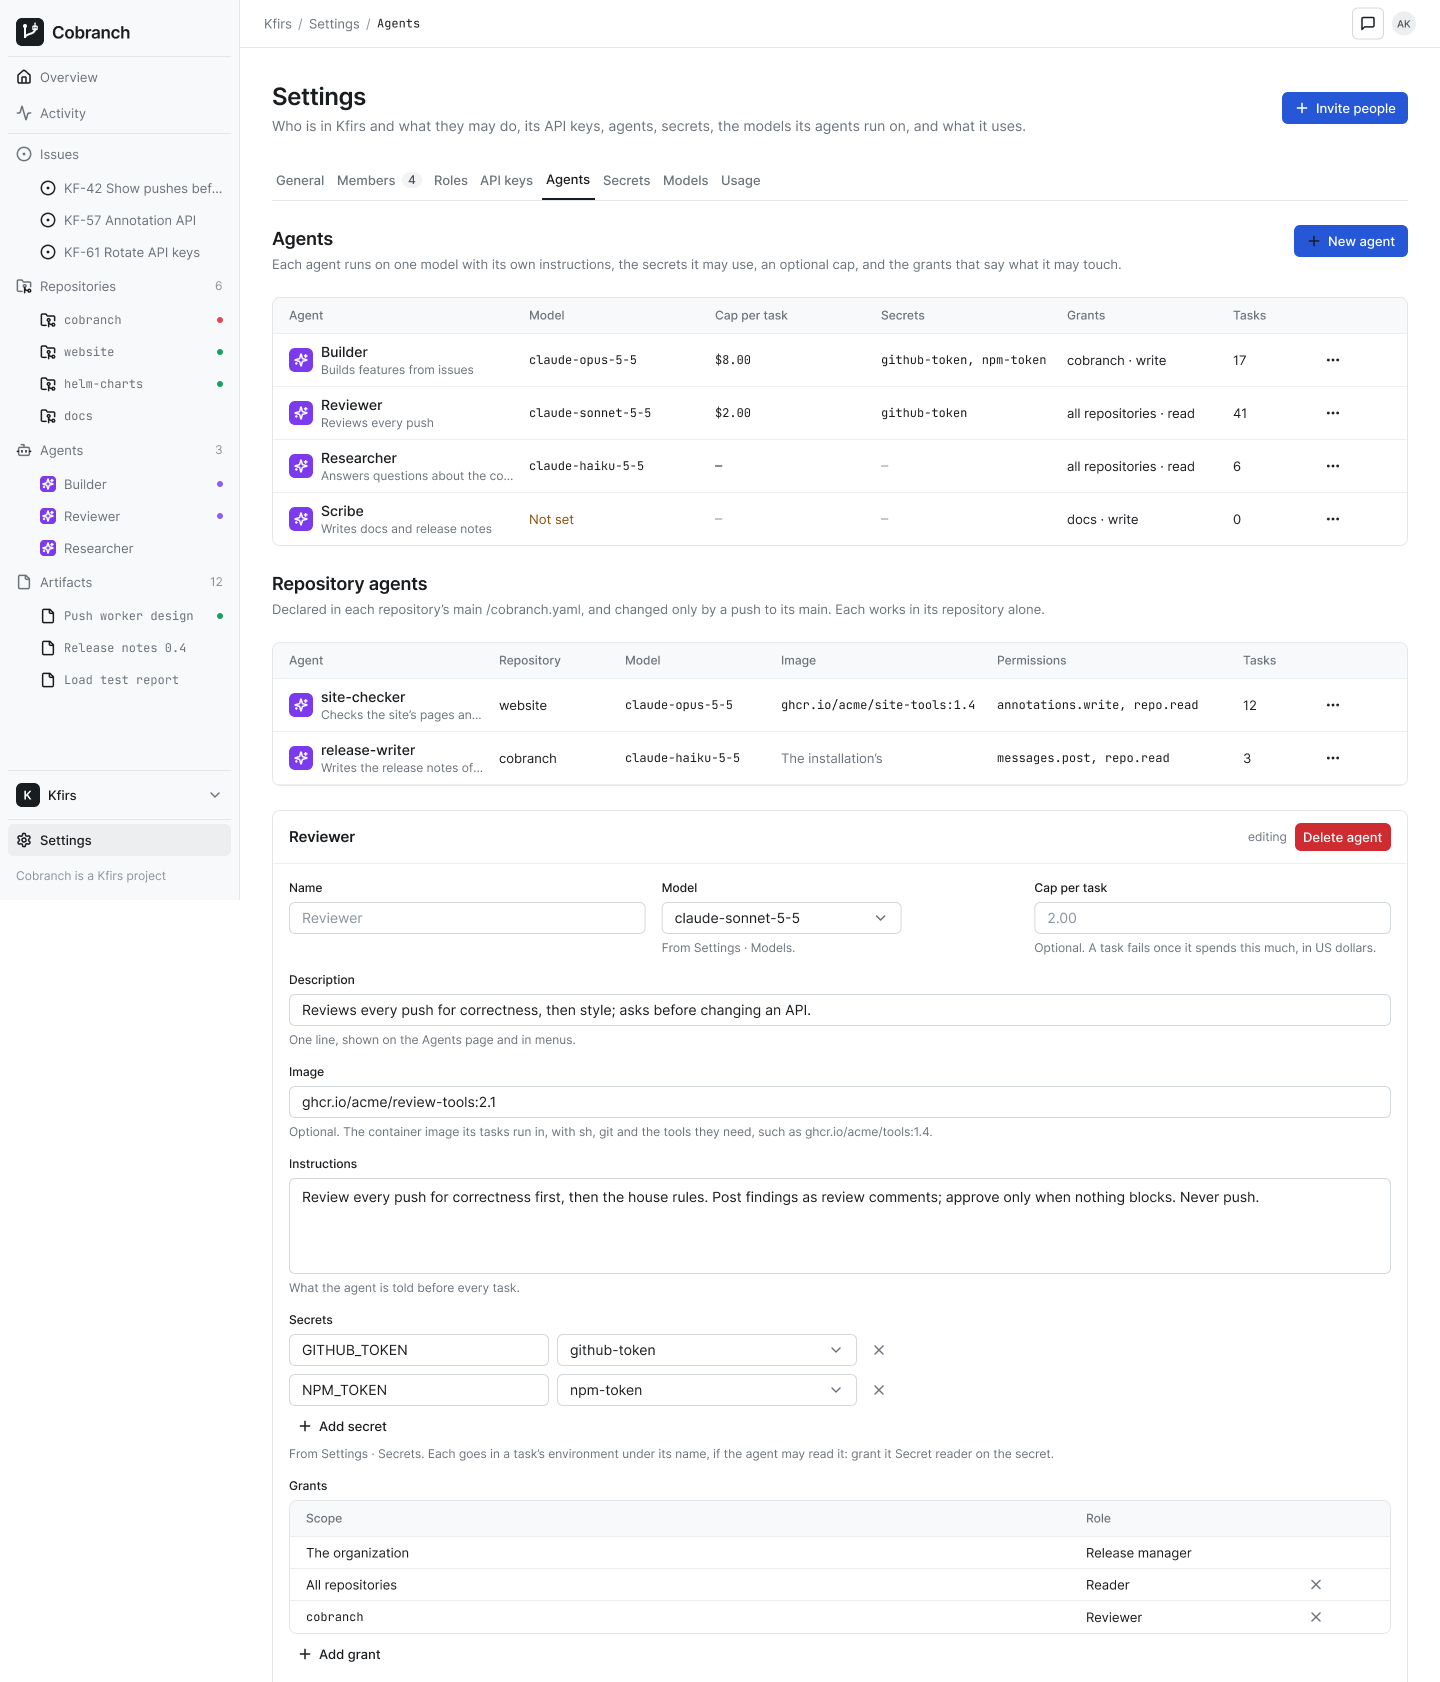 Cobranch
Overview
Activity
Issues
KF-42 Show pushes bef...
KF-57 Annotation API
KF-61 Rotate API keys
Repositories 6
cobranch
website
helm-charts
docs
Agents 3
Builder
Reviewer
Researcher
Artifacts 12
Push worker design
Release notes 0.4
Load test report
K Kfirs
Settings
Cobranch is a Kfirs project
Kfirs / Settings / Agents
AK
Settings
Who is in Kfirs and what they may do, its API keys, agents, secrets, the models its agents run on, and what it uses.
Invite people
General Members 4 Roles API keys Agents Secrets Models Usage
Agents
Each agent runs on one model with its own instructions, the secrets it may use, an optional cap, and the grants that say what it may touch.
New agent
Agent Model Cap per task Secrets Grants Tasks
Builder
Builds features from issues
claude-opus-5-5 $8.00 github-token, npm-token cobranch · write 17
Reviewer
Reviews every push
claude-sonnet-5-5 $2.00 github-token all repositories · read 41
Researcher
Answers questions about the co...
claude-haiku-5-5 – – all repositories · read 6
Scribe
Writes docs and release notes
Not set – – docs · write 0
Repository agents
Declared in each repository's main /cobranch.yaml, and changed only by a push to its main. Each works in its repository alone.
Agent Repository Model Image Permissions Tasks
site-checker
Checks the site's pages an...
website claude-opus-5-5 ghcr.io/acme/site-tools:1.4 annotations.write, repo.read 12
release-writer
Writes the release notes of...
cobranch claude-haiku-5-5 The installation's messages.post, repo.read 3
Reviewer
editing Delete agent
Name Model Cap per task
Reviewer claude-sonnet-5-5 2.00
From Settings · Models. Optional. A task fails once it spends this much, in US dollars.
Description
Reviews every push for correctness, then style; asks before changing an API.
One line, shown on the Agents page and in menus.
Image
ghcr.io/acme/review-tools:2.1
Optional. The container image its tasks run in, with sh, git and the tools they need, such as ghcr.io/acme/tools:1.4.
Instructions
Review every push for correctness first, then the house rules. Post findings as review comments; approve only when nothing blocks. Never push.
What the agent is told before every task.
Secrets
GITHUB_TOKEN github-token
NPM_TOKEN npm-token
Add secret
From Settings · Secrets. Each goes in a task's environment under its name, if the agent may read it: grant it Secret reader on the secret.
Grants
Scope Role
The organization Release manager
All repositories Reader
cobranch Reviewer
Add grant